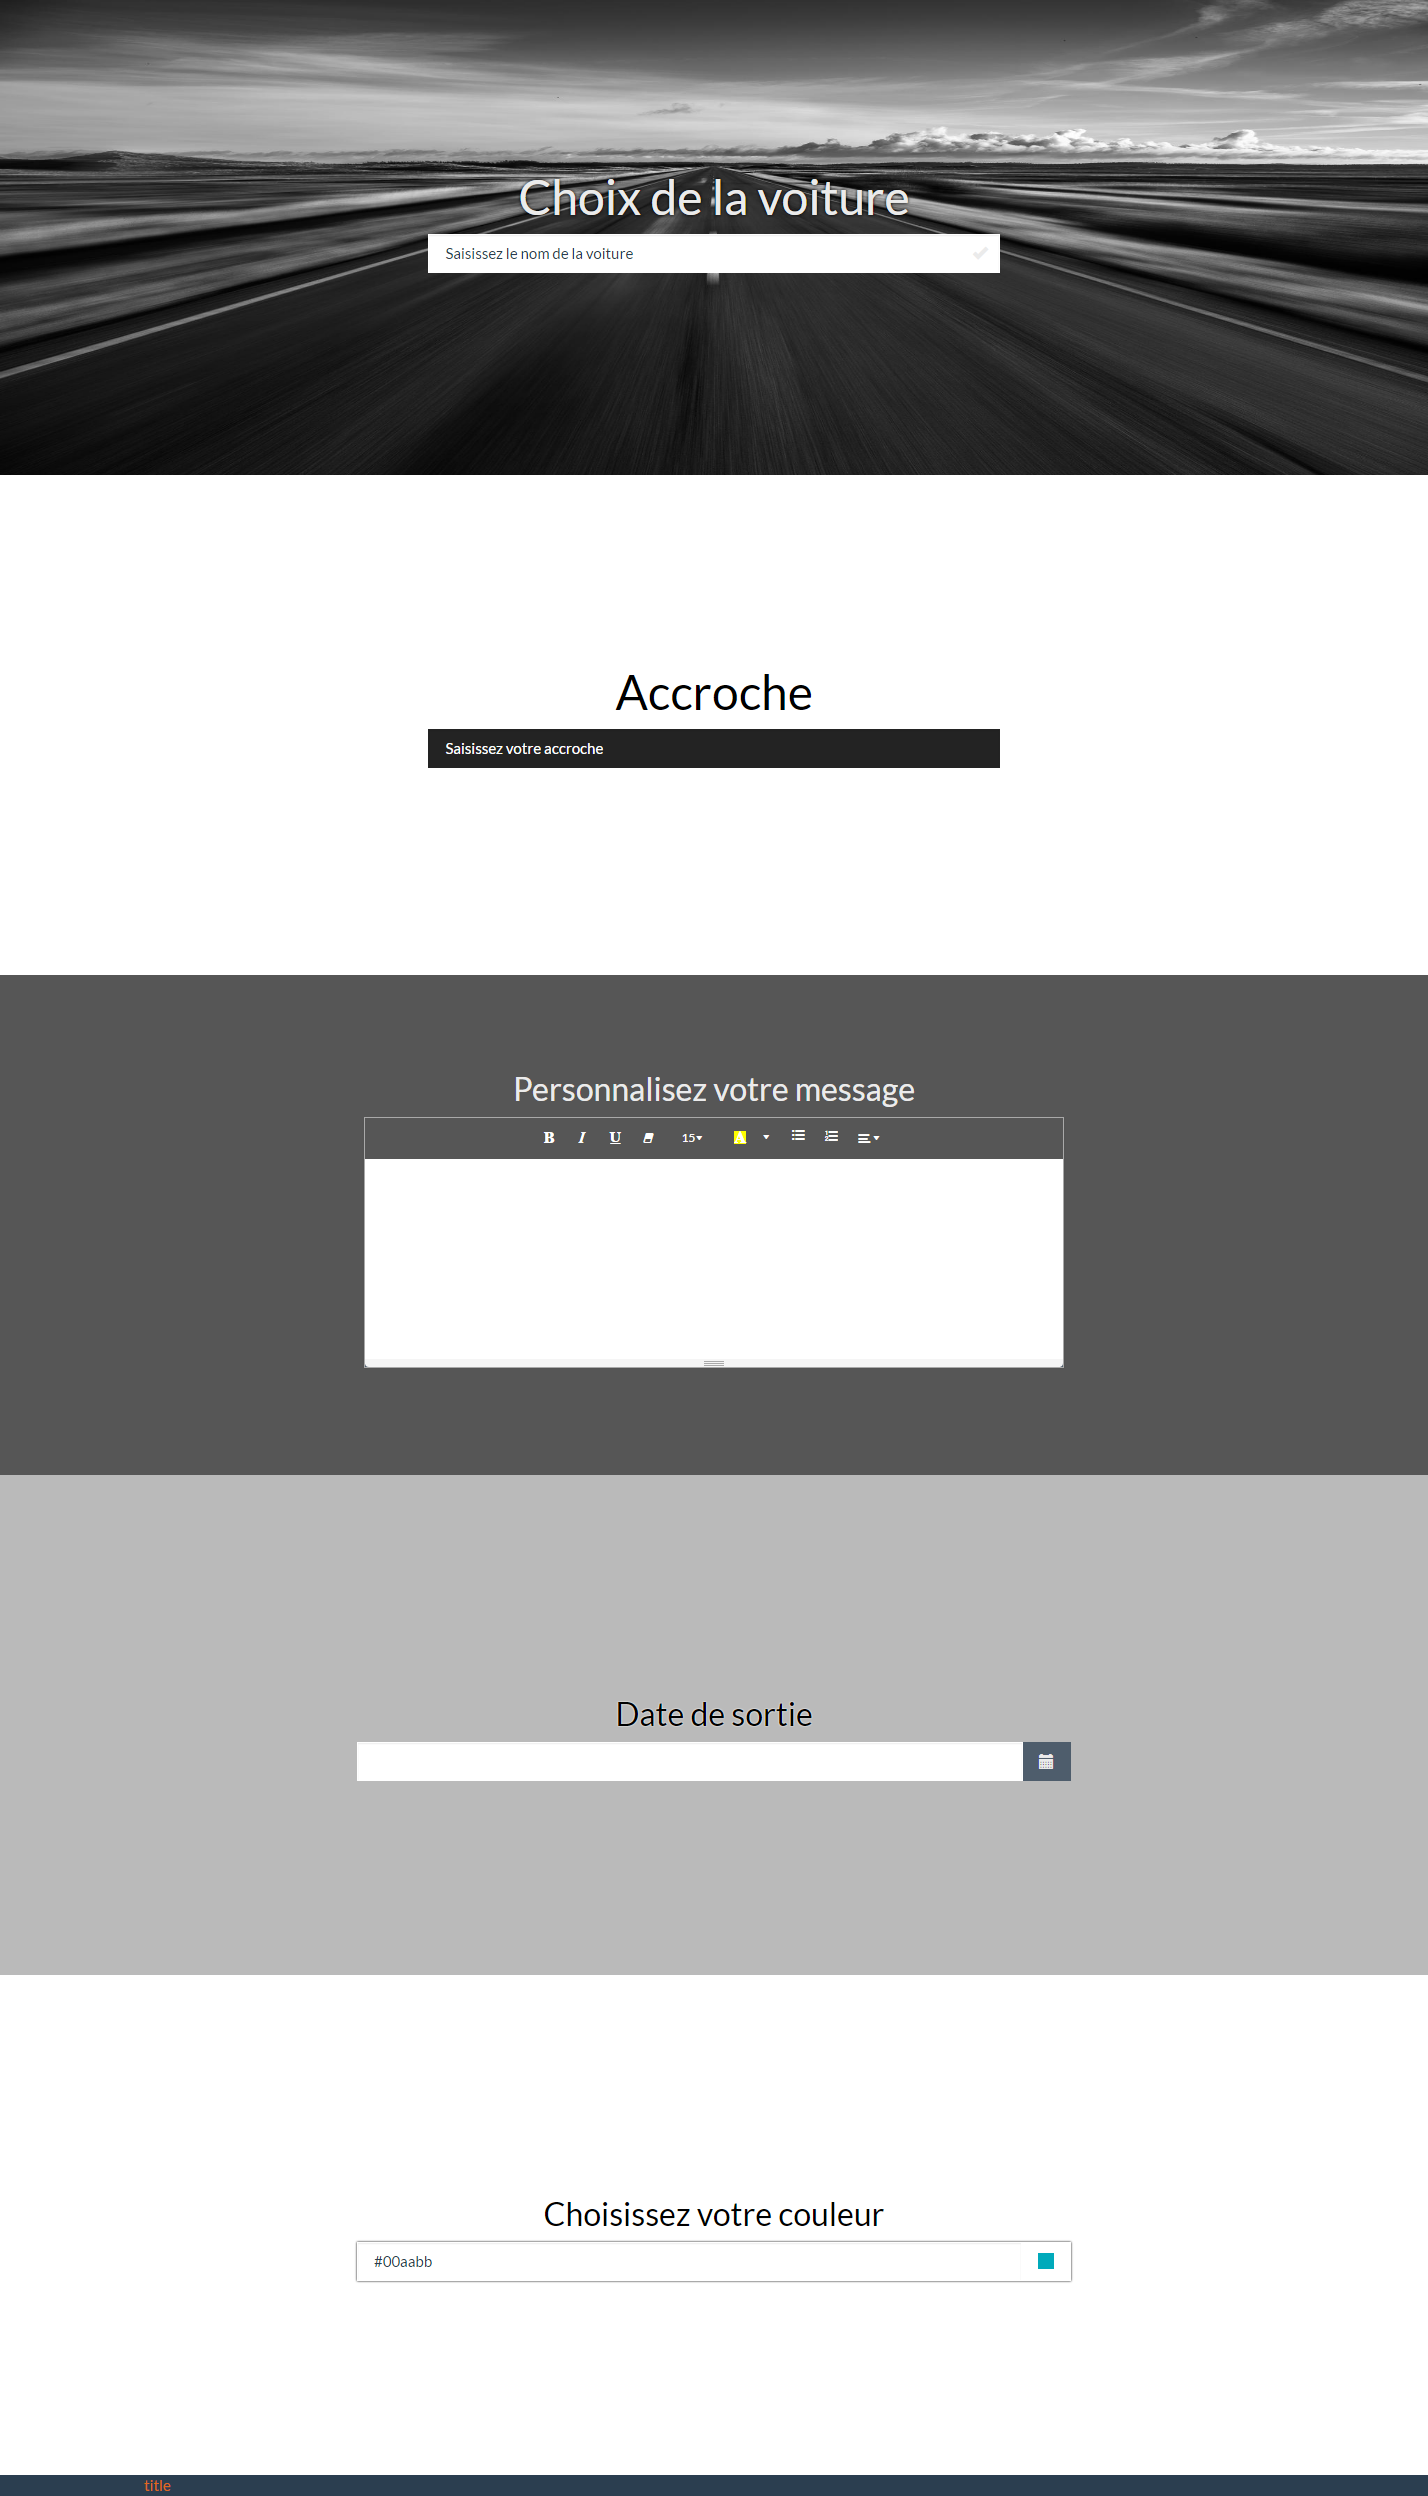 Choix de la voiture
Saisissez le nom de la voiture
Accroche
Saisissez votre accroche
Personnalisez votre message
B I U 15 A
Date de sortie
Choisissez votre couleur
#00aabb
title